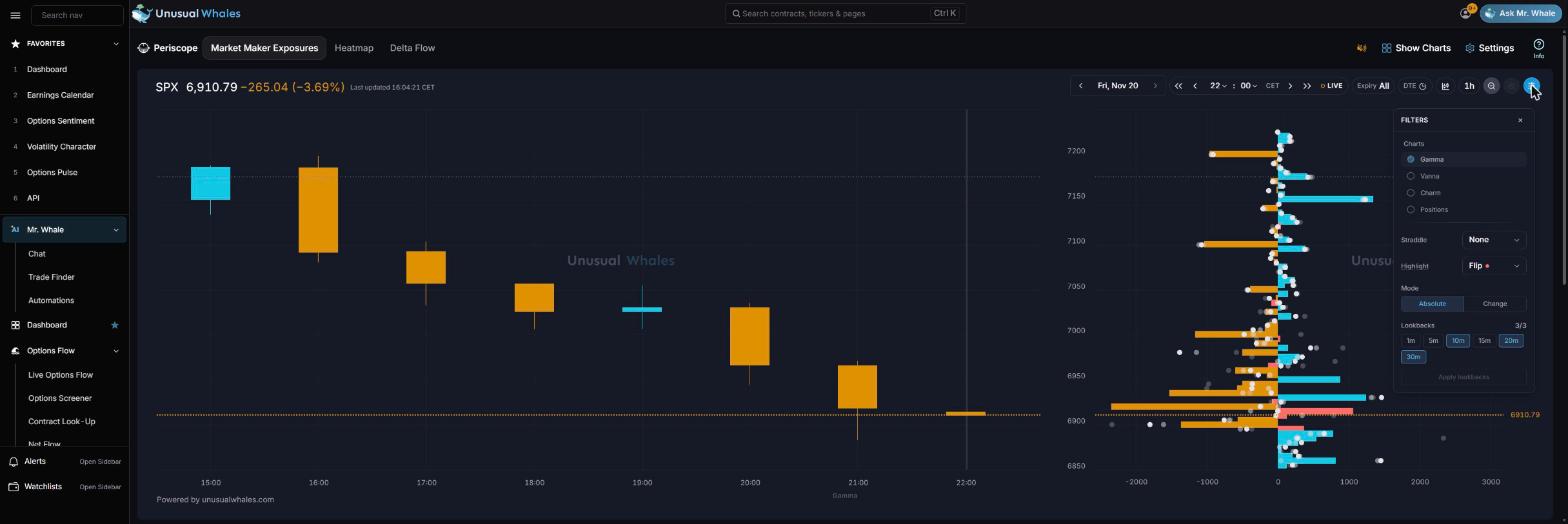 Search nav
Unusual Whales
Search contracts, tickers & pages
Ctrl K
9+
Ask Mr. Whale
FAVORITES
1 Dashboard
2 Earnings Calendar
3 Options Sentiment
4 Volatility Character
5 Options Pulse
6 API
AI Mr. Whale
Chat
Trade Finder
Automations
Dashboard
Options Flow
Live Options Flow
Options Screener
Contract Look-Up
Net Flow
Alerts Open Sidebar
Watchlists Open Sidebar
Periscope
Market Maker Exposures
Heatmap
Delta Flow
Show Charts
Settings
Info
SPX 6,910.79 −265.04 (−3.69%) Last updated 16:04:21 CET
Fri, Nov 20
22 : 00 CET
LIVE
Expiry All
DTE
1h
Unusual Whales
15:00 16:00 17:00 18:00 19:00 20:00 21:00 22:00
Gamma
Powered by unusualwhales.com
7200
7150
7100
7050
7000
6950
6900
6850
Unusu
6910.79
-2000 -1000 0 1000 2000 3000
FILTERS
Charts
Gamma
Vanna
Charm
Positions
Straddle None
Highlight Flip
Mode
Absolute Change
Lookbacks 3/3
1m 5m 10m 15m 20m
30m
Apply lookbacks